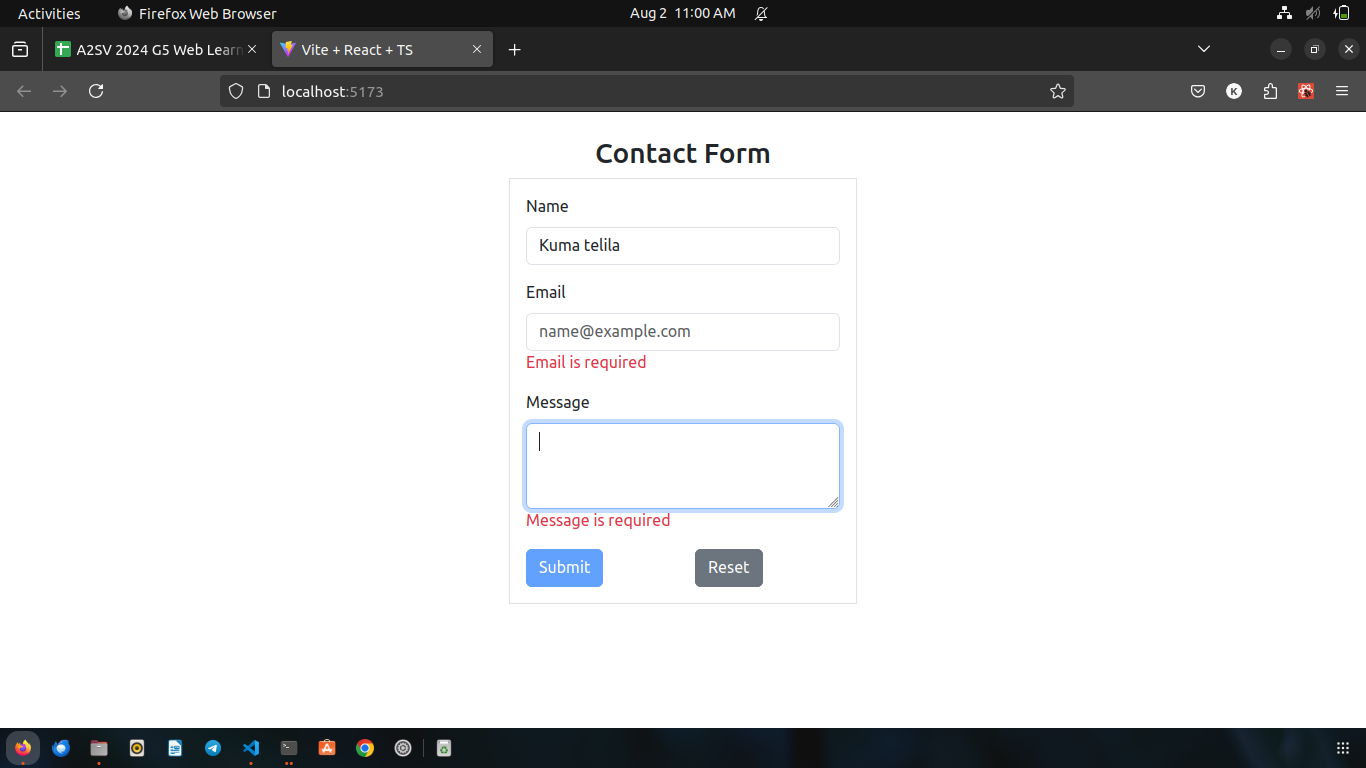 Activities
Firefox Web Browser
Aug 2 11:00 AM
A2SV 2024 G5 Web Learn
Vite + React + TS
localhost:5173
K
Contact Form
Name
Kuma telila
Email
name@example.com
Email is required
Message
Message is required
Submit
Reset